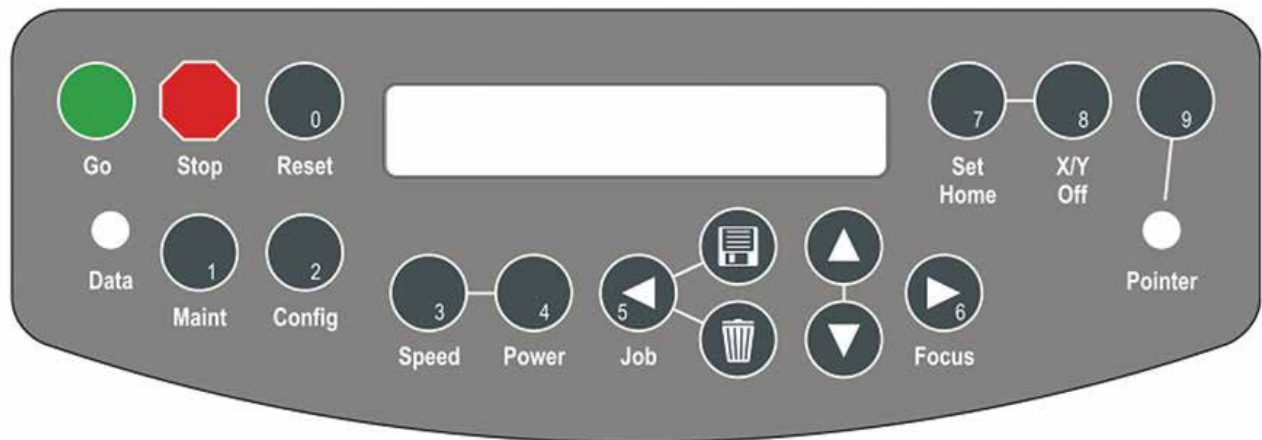 0
7
8
9
Go
Stop
Reset
Set
Home
X/Y
Off
Data
1
2
Maint
Config
Pointer
3
4
5
6
Speed
Power
Job
Focus